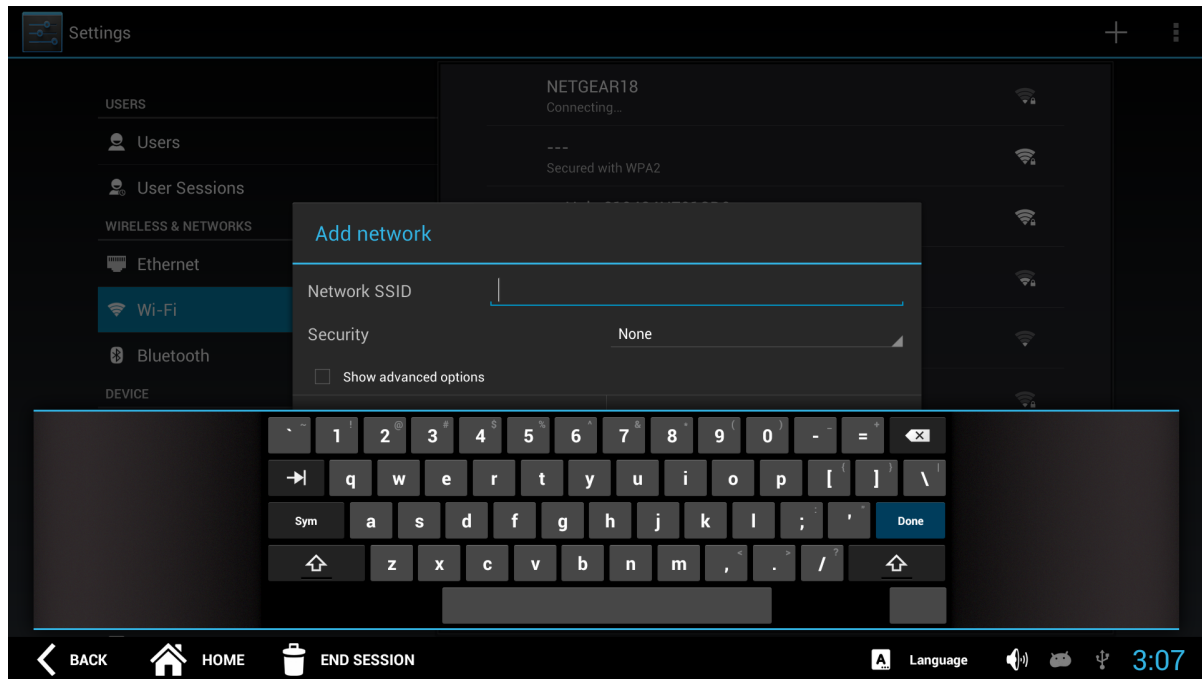 Settings
NETGEAR18
Connecting...
USERS
Users
---
Secured with WPA2
User Sessions
WIRELESS & NETWORKS
Add network
Ethernet
Network SSID
Wi-Fi
Security None
Bluetooth
Show advanced options
DEVICE
` ~ 1 ! 2 @ 3 # 4 $ 5 % 6 ^ 7 & 8 * 9 ( 0 ) - _ = +
q w e r t y u i o p [ { ] } \ |
Sym a s d f g h j k l ; : ' " Done
z x c v b n m , < . > / ?
BACK HOME END SESSION A Language 3:07